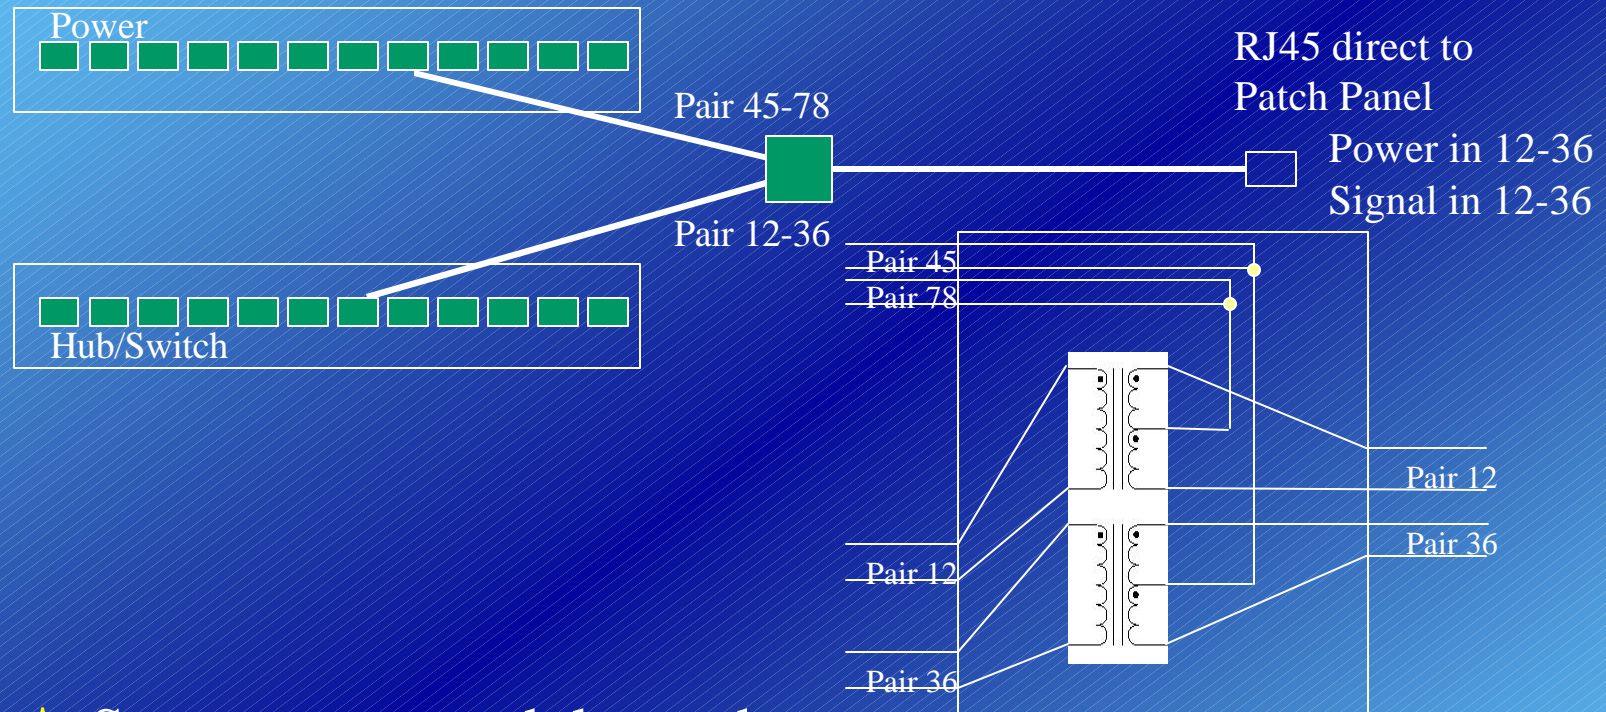 Power
Pair 45-78
RJ45 direct to
Patch Panel
Power in 12-36
Signal in 12-36
Pair 12-36
Hub/Switch
Pair 45
Pair 78
Pair 12
Pair 36
Pair 12
Pair 36